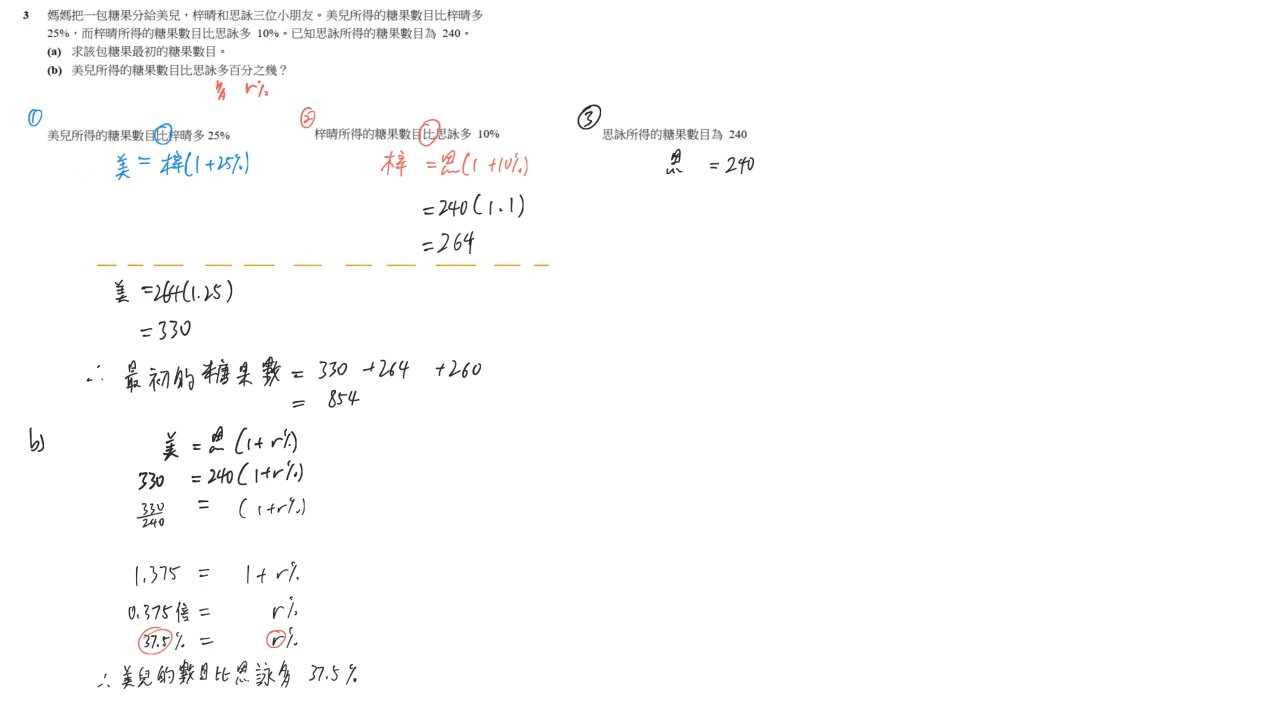 3 媽媽把一包糖果分給美兒，梓晴和思詠三位小朋友。美兒所得的糖果數目比梓晴多
25%，而梓晴所得的糖果數目比思詠多 10%。已知思詠所得的糖果數目為 240。
(a) 求該包糖果最初的糖果數目。
(b) 美兒所得的糖果數目比思詠多百分之幾？
多 r%
① 美兒所得的糖果數目比梓晴多 25%
美 = 梓(1+25%)
② 梓晴所得的糖果數目比思詠多 10%
梓 = 思(1+10%)
= 240(1.1)
= 264
③ 思詠所得的糖果數目為 240
思 = 240
美 = 264(1.25)
= 330
∴ 最初的糖果數 = 330 + 264 + 260
= 854
b) 美 = 思(1+r%)
330 = 240(1+r%)
330/240 = (1+r%)
1.375 = 1+r%
0.375倍 = r%
37.5% = r%
∴ 美兒的數目比思詠多 37.5%